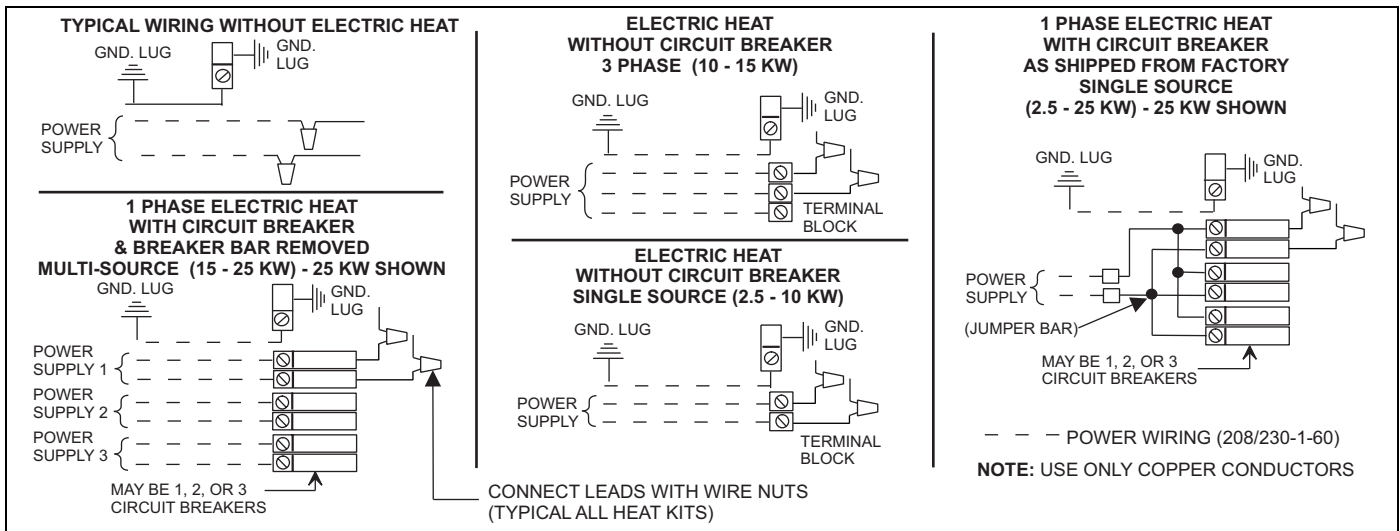 TYPICAL WIRING WITHOUT ELECTRIC HEAT
GND. LUG
GND.
LUG
POWER
SUPPLY
1 PHASE ELECTRIC HEAT
WITH CIRCUIT BREAKER
& BREAKER BAR REMOVED
MULTI-SOURCE (15 - 25 KW) - 25 KW SHOWN
GND. LUG
GND.
LUG
POWER
SUPPLY 1
POWER
SUPPLY 2
POWER
SUPPLY 3
MAY BE 1, 2, OR 3
CIRCUIT BREAKERS
CONNECT LEADS WITH WIRE NUTS
(TYPICAL ALL HEAT KITS)
ELECTRIC HEAT
WITHOUT CIRCUIT BREAKER
3 PHASE (10 - 15 KW)
GND. LUG
GND.
LUG
POWER
SUPPLY
TERMINAL
BLOCK
ELECTRIC HEAT
WITHOUT CIRCUIT BREAKER
SINGLE SOURCE (2.5 - 10 KW)
GND. LUG
GND.
LUG
POWER
SUPPLY
TERMINAL
BLOCK
1 PHASE ELECTRIC HEAT
WITH CIRCUIT BREAKER
AS SHIPPED FROM FACTORY
SINGLE SOURCE
(2.5 - 25 KW) - 25 KW SHOWN
GND. LUG
GND.
LUG
POWER
SUPPLY
(JUMPER BAR)
MAY BE 1, 2, OR 3
CIRCUIT BREAKERS
POWER WIRING (208/230-1-60)
NOTE: USE ONLY COPPER CONDUCTORS